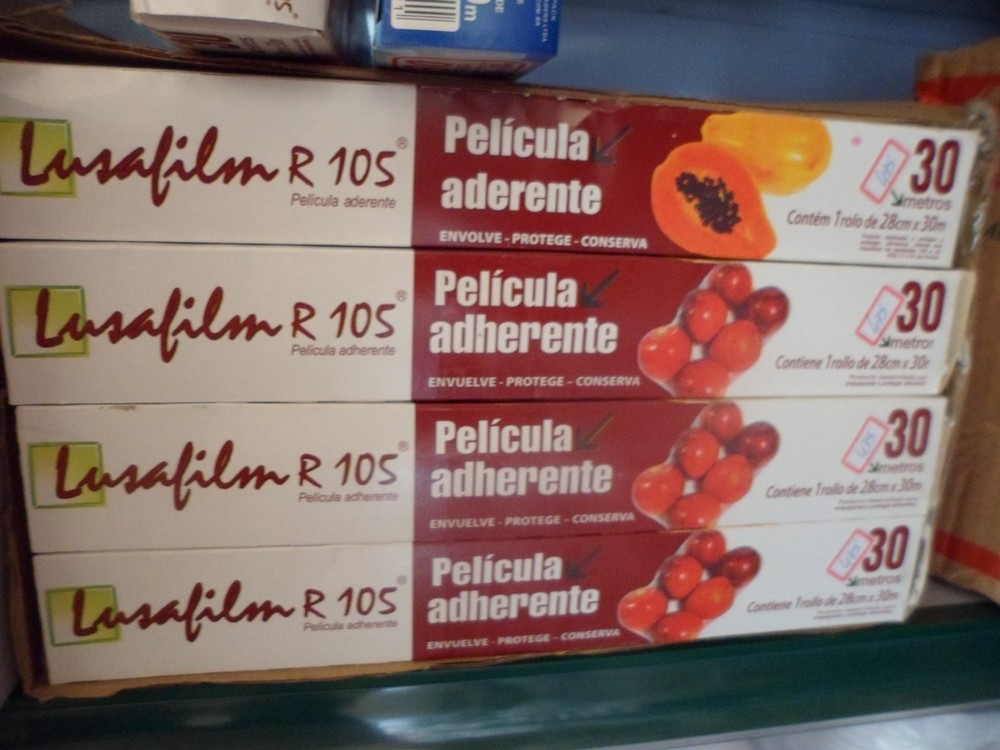 Lusafilm R 105®
Película aderente
Película
aderente
ENVOLVE - PROTEGE - CONSERVA
30
metros
Contém 1 rolo de 28cm x 30m
Lusafilm R 105®
Película adherente
Película
adherente
ENVUELVE - PROTEGE - CONSERVA
30
metror
Contiene 1 rollo de 28cm x 30r
Lusafilm R 105®
Película adherente
Película
adherente
ENVUELVE - PROTEGE - CONSERVA
30
metros
Contiene 1 rollo de 28cm x 30m
Lusafilm R 105®
Película adherente
Película
adherente
ENVUELVE - PROTEGE - CONSERVA
30
metros
Contiene 1 rollo de 28cm x 30m